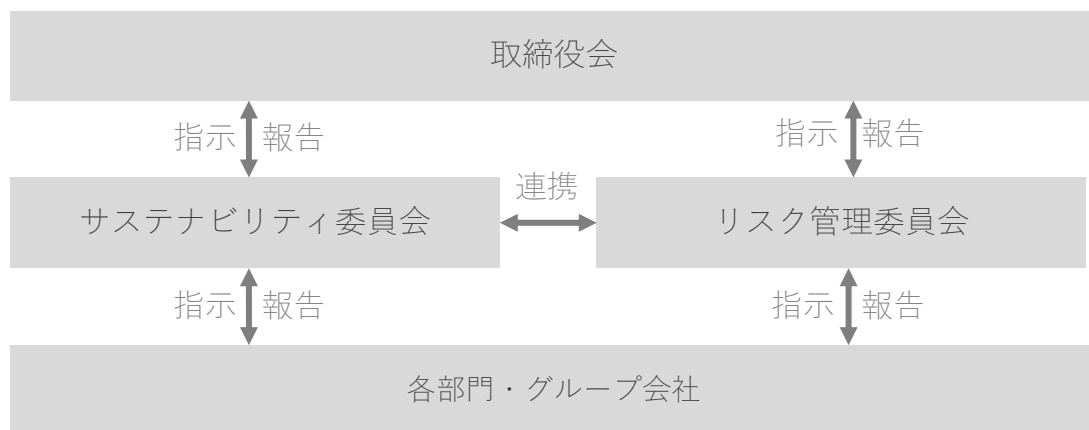 取締役会
指示 報告
指示 報告
連携
サステナビリティ委員会
リスク管理委員会
指示 報告
指示 報告
各部門・グループ会社